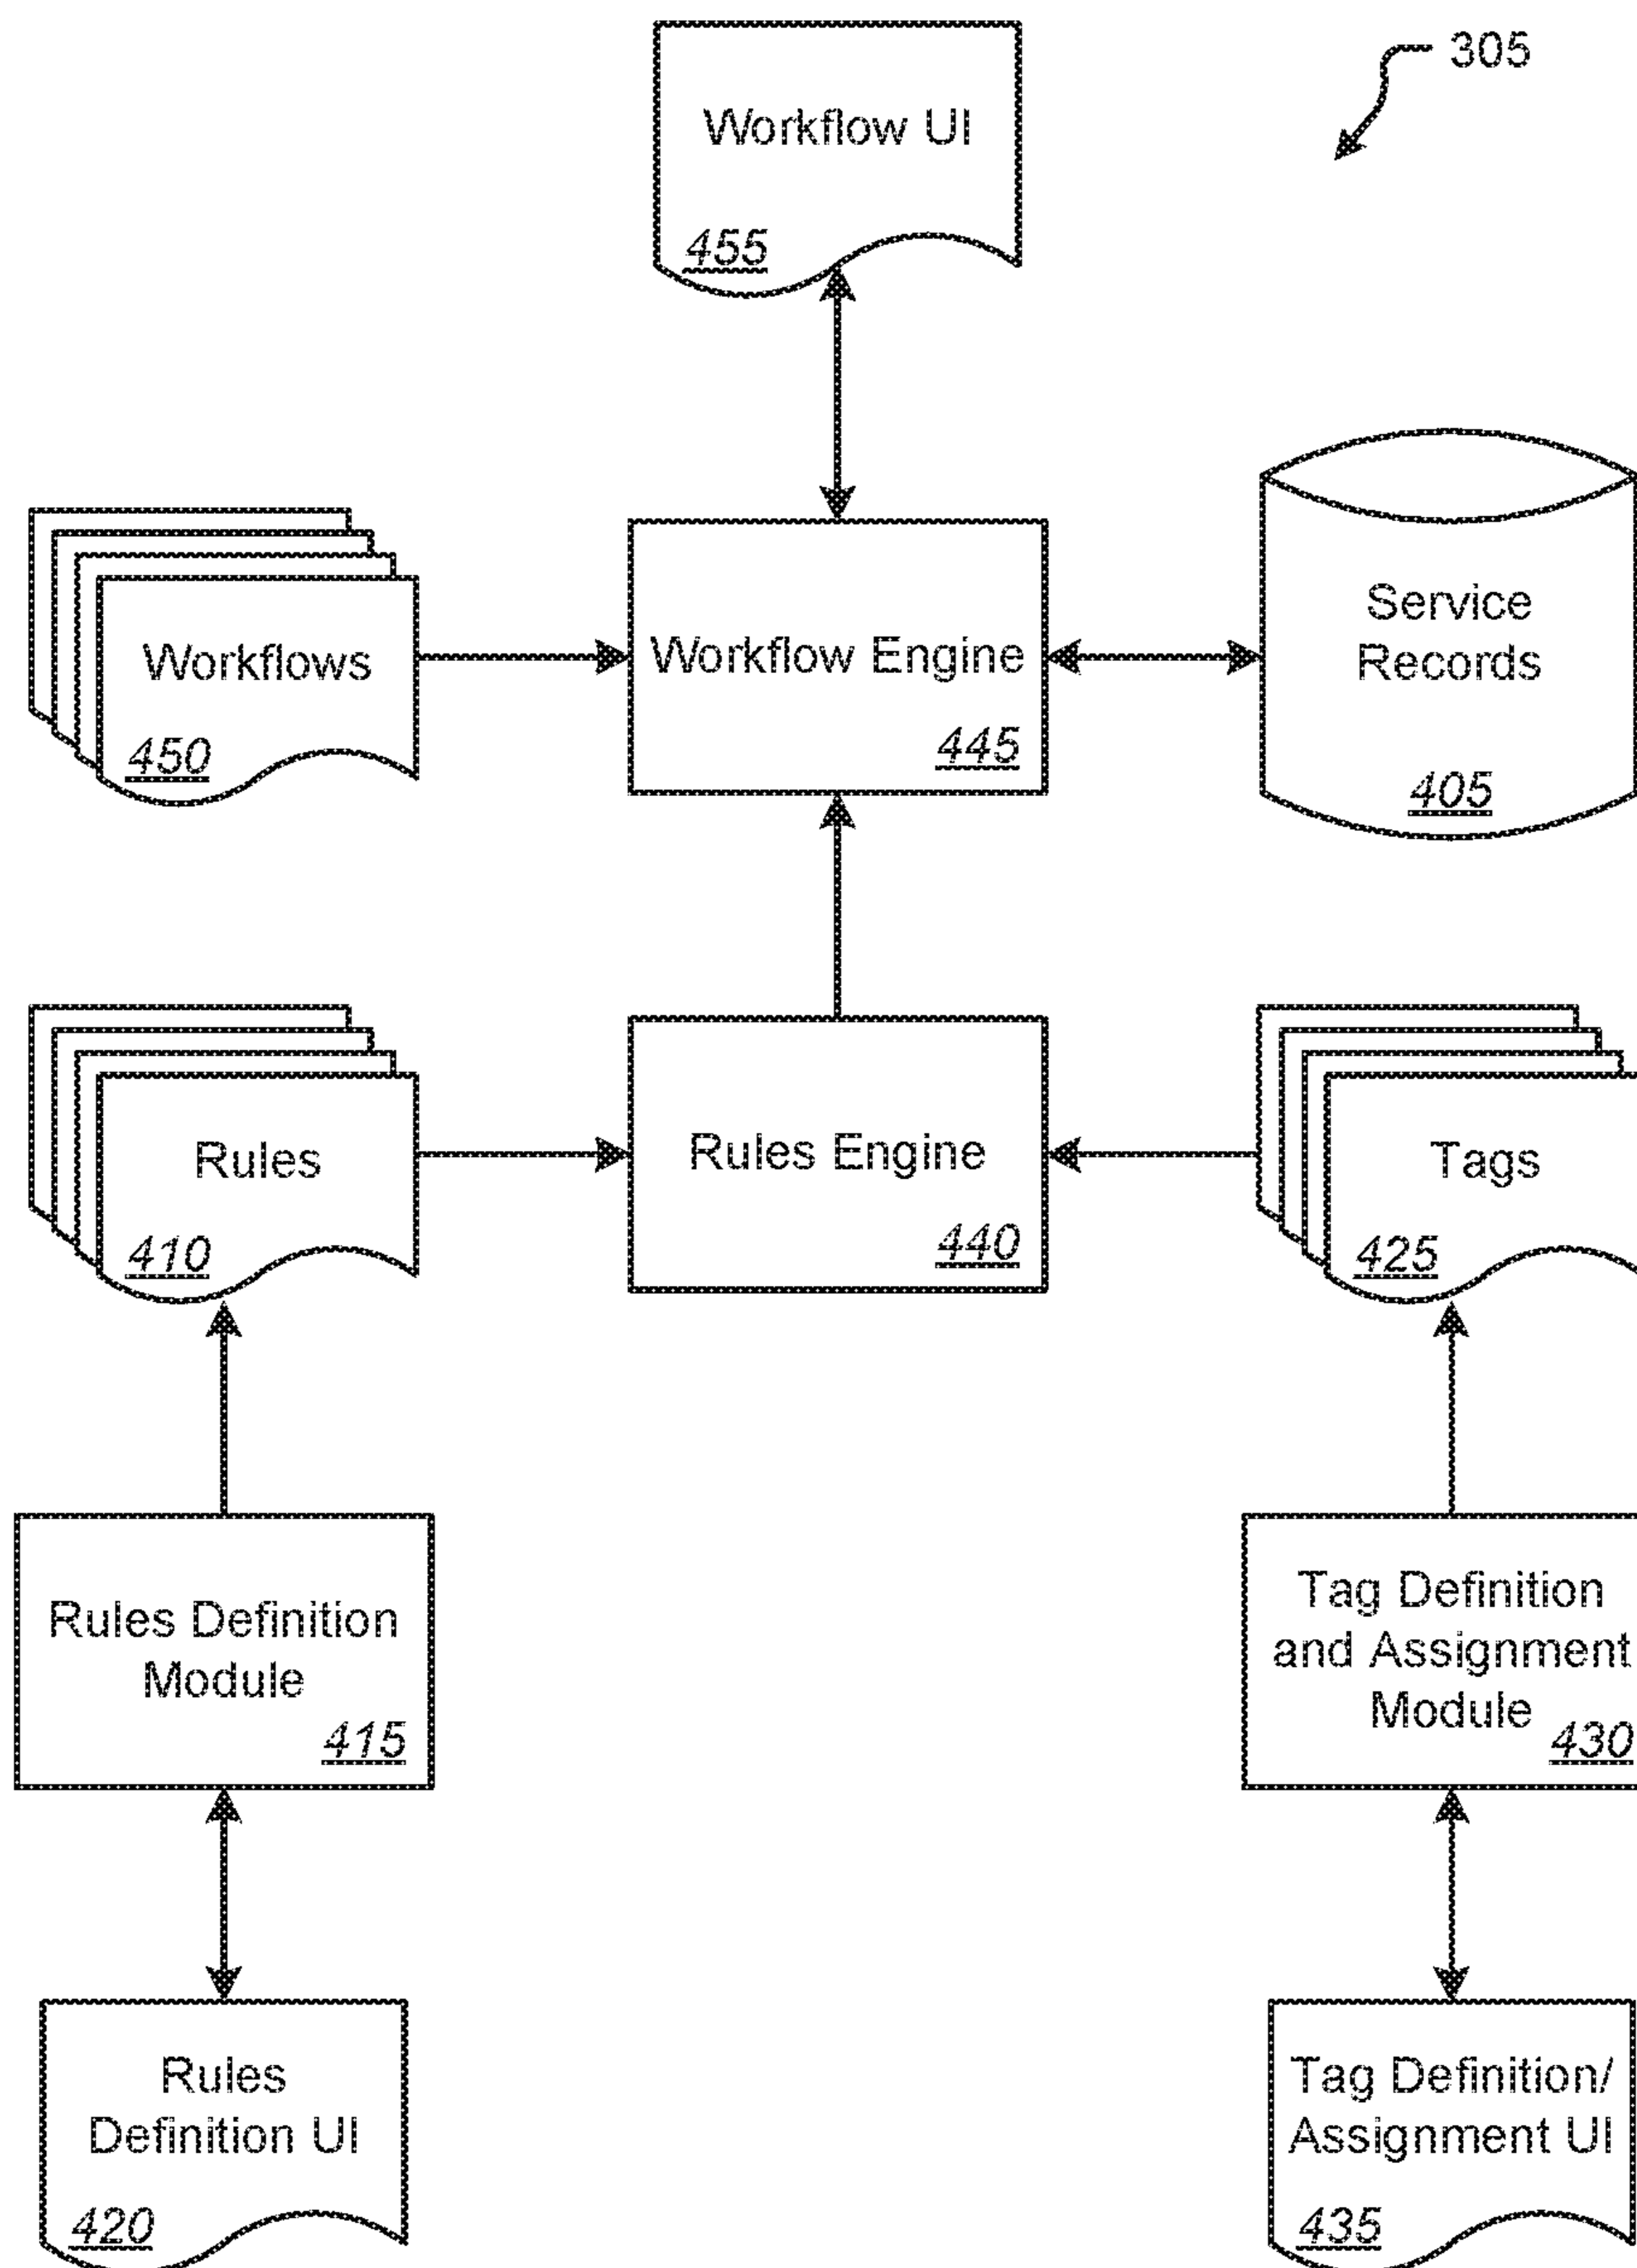 305
Workflow UI
455
Workflows
450
Workflow Engine
445
Service
Records
405
Rules
410
Rules Engine
440
Tags
425
Rules Definition
Module
415
Tag Definition
and Assignment
Module
430
Rules
Definition UI
420
Tag Definition/
Assignment UI
435